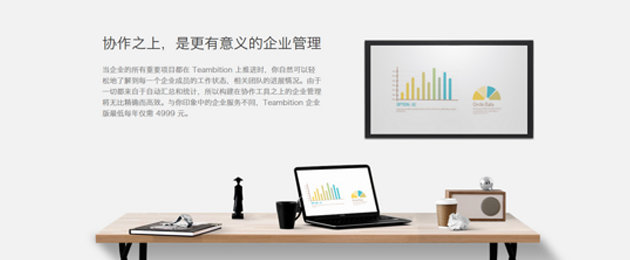 协作之上，是更有意义的企业管理
当企业的所有重要项目都在 Teambition 上推进时，你自然可以轻
松地了解到每一个企业成员的工作状态，相关团队的进展情况。由于
一切都来自于自动汇总和统计，所以构建在协作工具之上的企业管理
将无比精确而高效。与你印象中的企业服务不同，Teambition 企业
版最低每年仅需 4999 元。